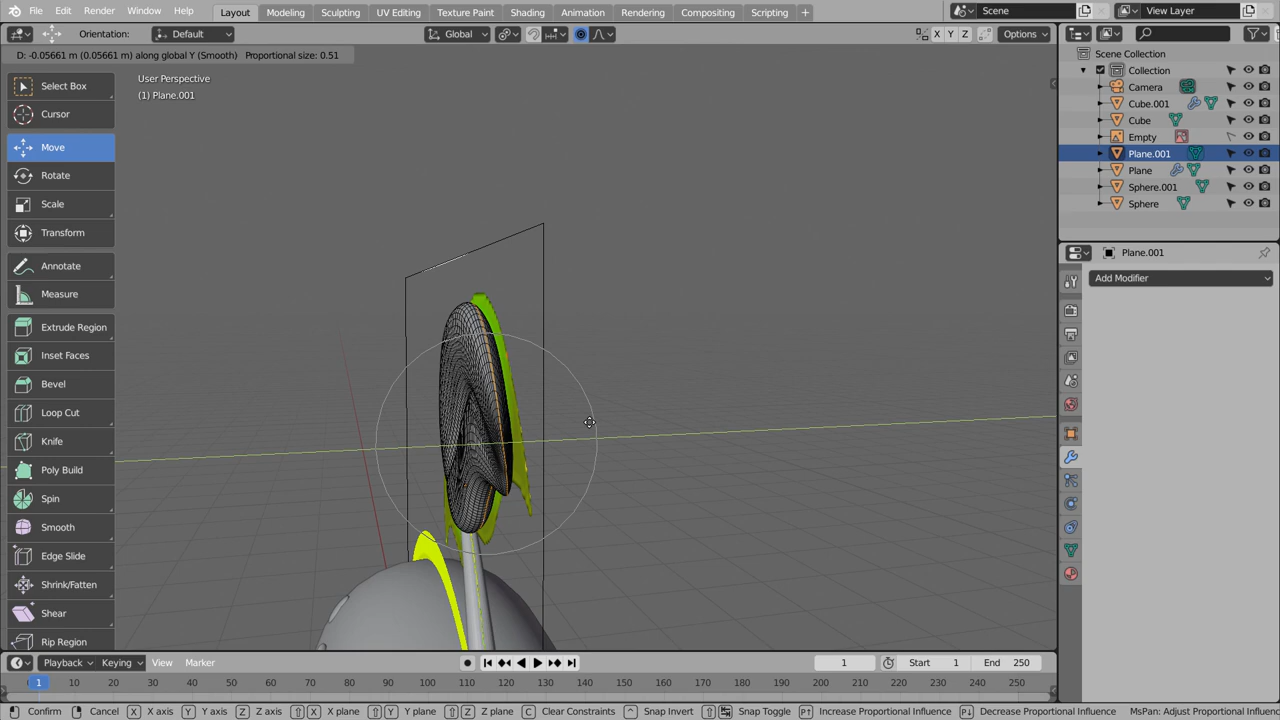 File Edit Render Window Help Layout Modeling Sculpting UV Editing Texture Paint Shading Animation Rendering Compositing Scripting + Scene View Layer
Orientation: Default Global X Y Z Options
D: -0.05661 m (0.05661 m) along global Y (Smooth) Proportional size: 0.51
User Perspective
(1) Plane.001
Select Box
Cursor
Move
Rotate
Scale
Transform
Annotate
Measure
Extrude Region
Inset Faces
Bevel
Loop Cut
Knife
Poly Build
Spin
Smooth
Edge Slide
Shrink/Fatten
Shear
Rip Region
Scene Collection
Collection
Camera
Cube.001
Cube
Empty
Plane.001
Plane
Sphere.001
Sphere
Plane.001
Add Modifier
Playback Keying View Marker 1 Start 1 End 250
1 10 20 30 40 50 60 70 80 90 100 110 120 130 140 150 160 170 180 190 200 210 220 230 240 250
Confirm Cancel X X axis Y Y axis Z Z axis X X plane Y Y plane Z Z plane C Clear Constraints Snap Invert Snap Toggle Increase Proportional Influence Decrease Proportional Influence MsPan: Adjust Proportional Influence